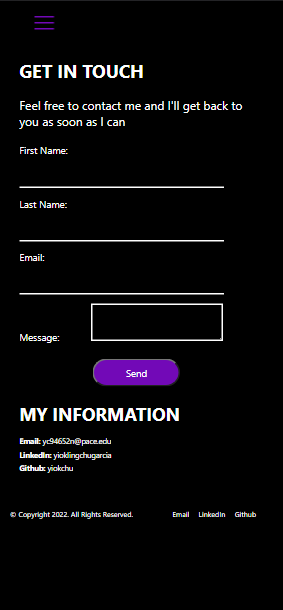 GET IN TOUCH
Feel free to contact me and I'll get back to
you as soon as I can
First Name:
Last Name:
Email:
Message:
Send
MY INFORMATION
Email: yc94652n@pace.edu
LinkedIn: yioklingchugarcia
Github: yiokchu
© Copyright 2022. All Rights Reserved. Email LinkedIn Github